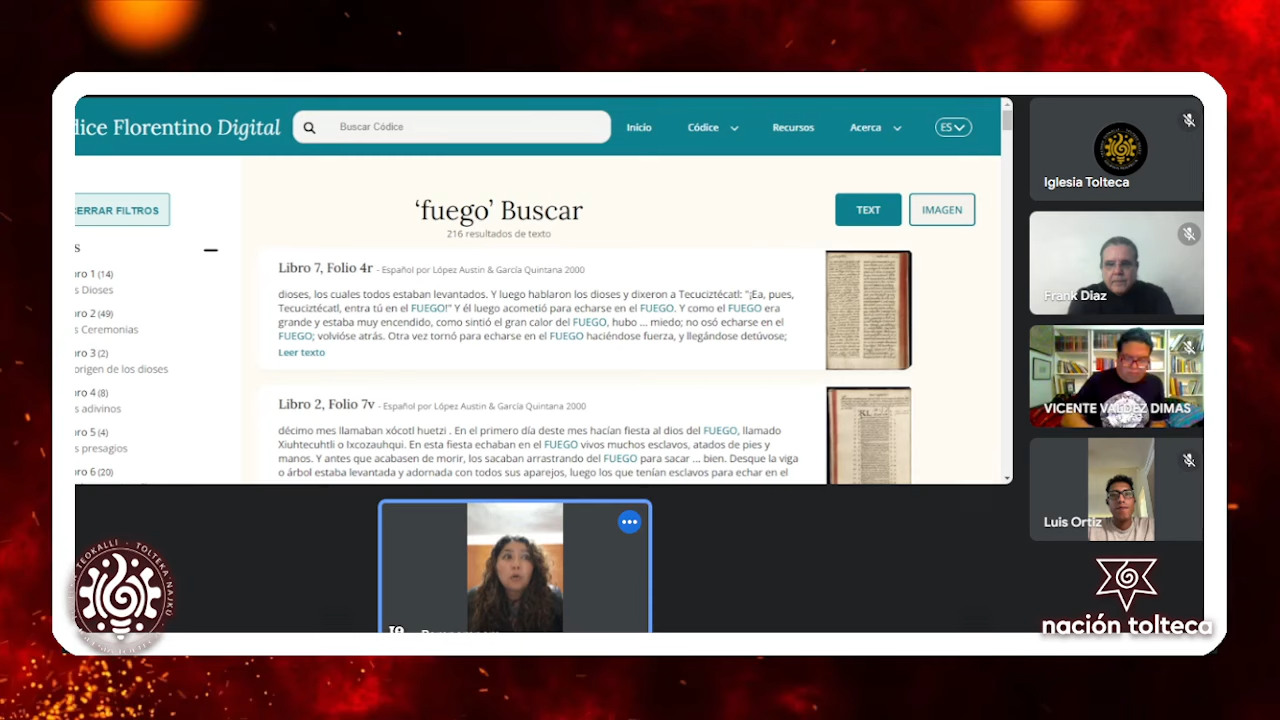 dice Florentino Digital
Buscar Códice
Inicio
Códice
Recursos
Acerca
ES
ERRAR FILTROS
S
ro 1 (14)
s Dioses
ro 2 (49)
s Ceremonias
ro 3 (2)
origen de los dioses
ro 4 (8)
s adivinos
ro 5 (4)
s presagios
ro 6 (20)
‘fuego’ Buscar
216 resultados de texto
TEXT
IMAGEN
Libro 7, Folio 4r - Español por López Austin & García Quintana 2000
dioses, los cuales todos estaban levantados. Y luego hablaron los dioses y dixeron a Tecuciztécatl: "¡Ea, pues,
Tecuciztécatl, entra tú en el FUEGO!" Y él luego acometió para echarse en el FUEGO. Y como el FUEGO era
grande y estaba muy encendido, como sintió el gran calor del FUEGO, hubo ... miedo; no osó echarse en el
FUEGO; volvióse atrás. Otra vez tornó para echarse en el FUEGO haciéndose fuerza, y llegándose detúvose;
Leer texto
Libro 2, Folio 7v - Español por López Austin & García Quintana 2000
décimo mes llamaban xócotl huetzi . En el primero día deste mes hacían fiesta al dios del FUEGO, llamado
Xiuhtecuhtli o Ixcozauhqui. En esta fiesta echaban en el FUEGO vivos muchos esclavos, atados de pies y
manos. Y antes que acabasen de morir, los sacaban arrastrando del FUEGO para sacar ... bien. Desque la viga
o árbol estaba levantada y adornada con todos sus aparejos, luego los que tenían esclavos para echar en el
Iglesia Tolteca
Frank Diaz
VICENTE VALDEZ DIMAS
Luis Ortiz
TEOKALLI · TOLTEKA · NAJKÚ
nación tolteca